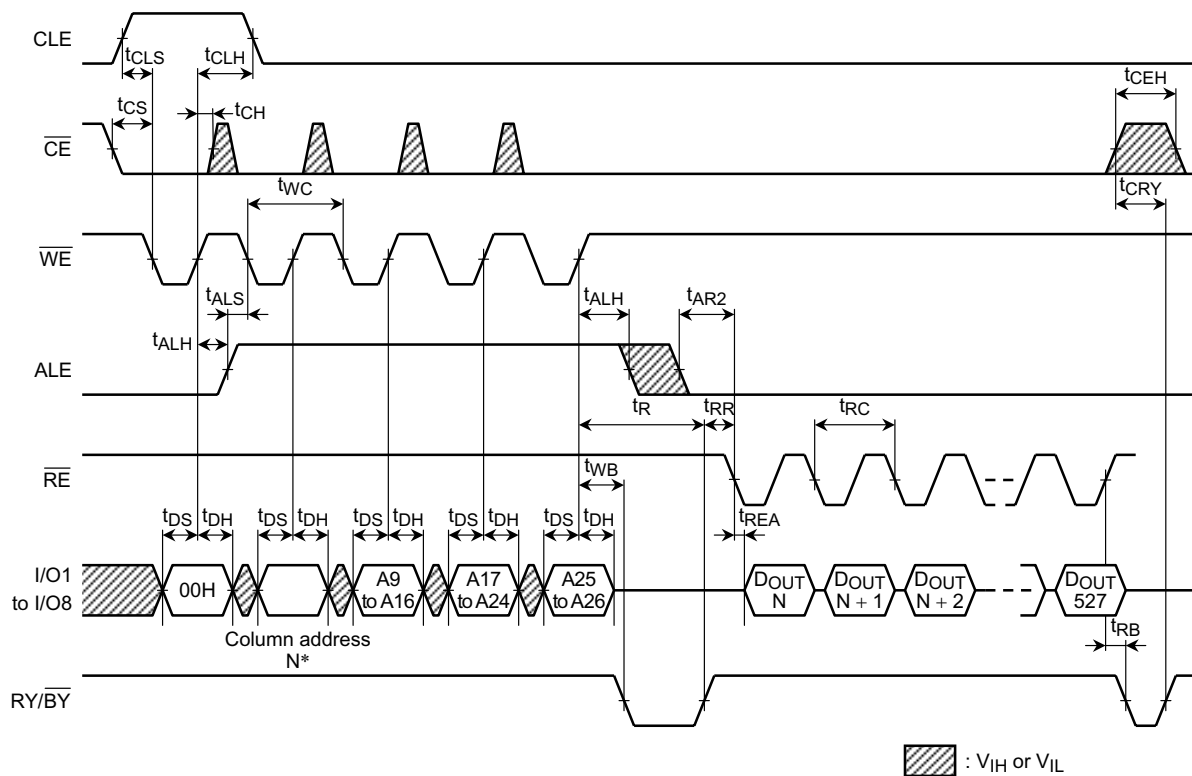 CLE
tCLS
tCLH
tCEH
tCS
tCH
CE
tWC
tCRY
WE
tALS
tALH
tAR2
tALH
ALE
tR
tRR
tRC
RE
tWB
tDS
tDH
tDS
tDH
tDS
tDH
tDS
tDH
tDS
tDH
tREA
I/O1
to I/O8
00H
A9
to A16
A17
to A24
A25
to A26
DOUT
N
DOUT
N + 1
DOUT
N + 2
DOUT
527
Column address
N*
tRB
RY/BY
: VIH or VIL